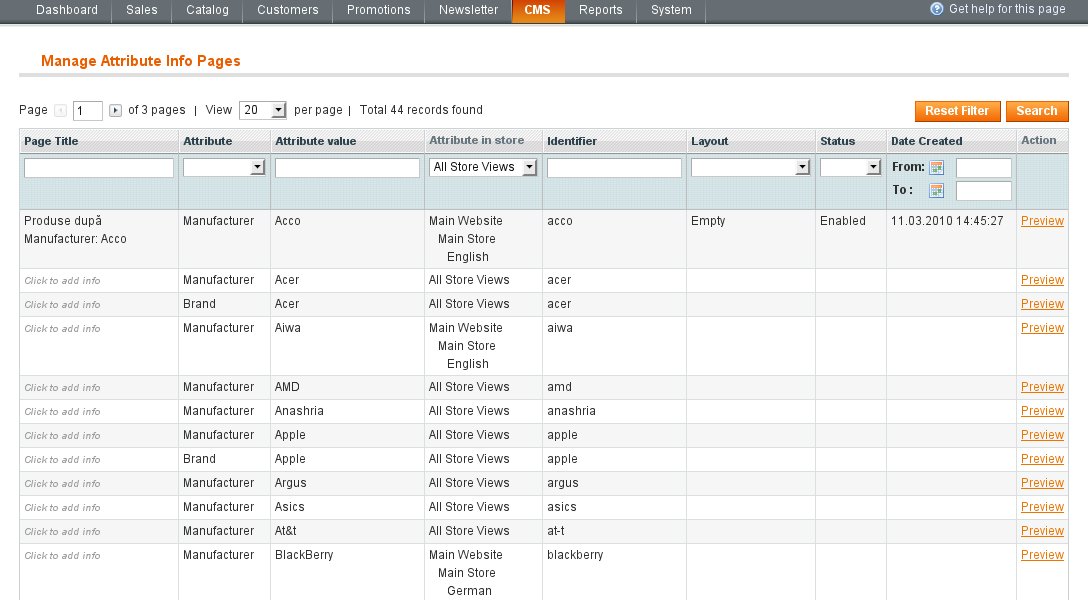 Dashboard Sales Catalog Customers Promotions Newsletter CMS Reports System Get help for this page
Manage Attribute Info Pages
Page 1 of 3 pages | View 20 per page | Total 44 records found Reset Filter Search
Page Title Attribute Attribute value Attribute in store Identifier Layout Status Date Created Action
All Store Views From:
To :
Produse după Manufacturer Acco Main Website acco Empty Enabled 11.03.2010 14:45:27 Preview
Manufacturer: Acco Main Store
English
Click to add info Manufacturer Acer All Store Views acer Preview
Click to add info Brand Acer All Store Views acer Preview
Click to add info Manufacturer Aiwa Main Website aiwa Preview
Main Store
English
Click to add info Manufacturer AMD All Store Views amd Preview
Click to add info Manufacturer Anashria All Store Views anashria Preview
Click to add info Manufacturer Apple All Store Views apple Preview
Click to add info Brand Apple All Store Views apple Preview
Click to add info Manufacturer Argus All Store Views argus Preview
Click to add info Manufacturer Asics All Store Views asics Preview
Click to add info Manufacturer At&t All Store Views at-t Preview
Click to add info Manufacturer BlackBerry Main Website blackberry Preview
Main Store
German